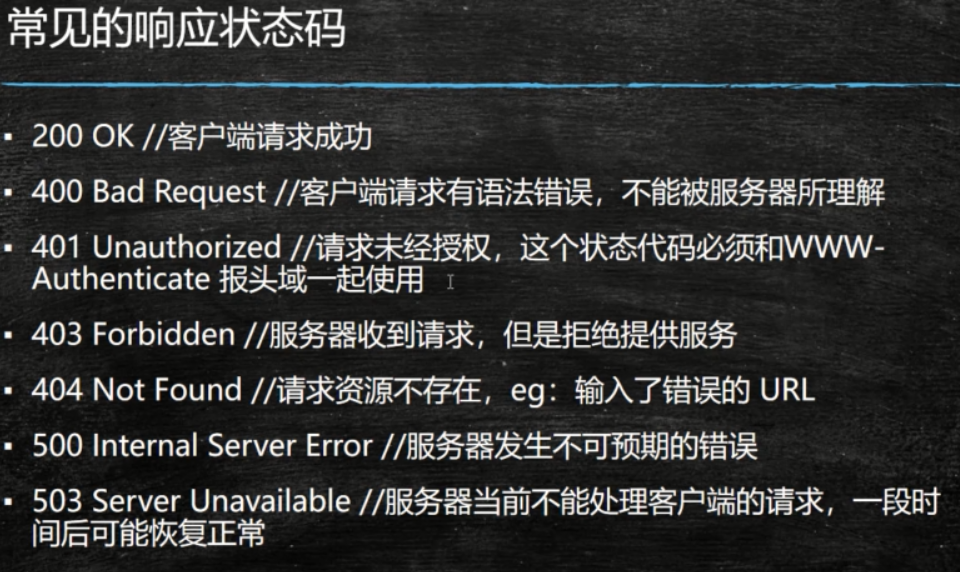 常见的响应状态码
▪ 200 OK //客户端请求成功
▪ 400 Bad Request //客户端请求有语法错误，不能被服务器所理解
▪ 401 Unauthorized //请求未经授权，这个状态代码必须和WWW-
Authenticate 报头域一起使用
▪ 403 Forbidden //服务器收到请求，但是拒绝提供服务
▪ 404 Not Found //请求资源不存在，eg：输入了错误的 URL
▪ 500 Internal Server Error //服务器发生不可预期的错误
▪ 503 Server Unavailable //服务器当前不能处理客户端的请求，一段时
间后可能恢复正常